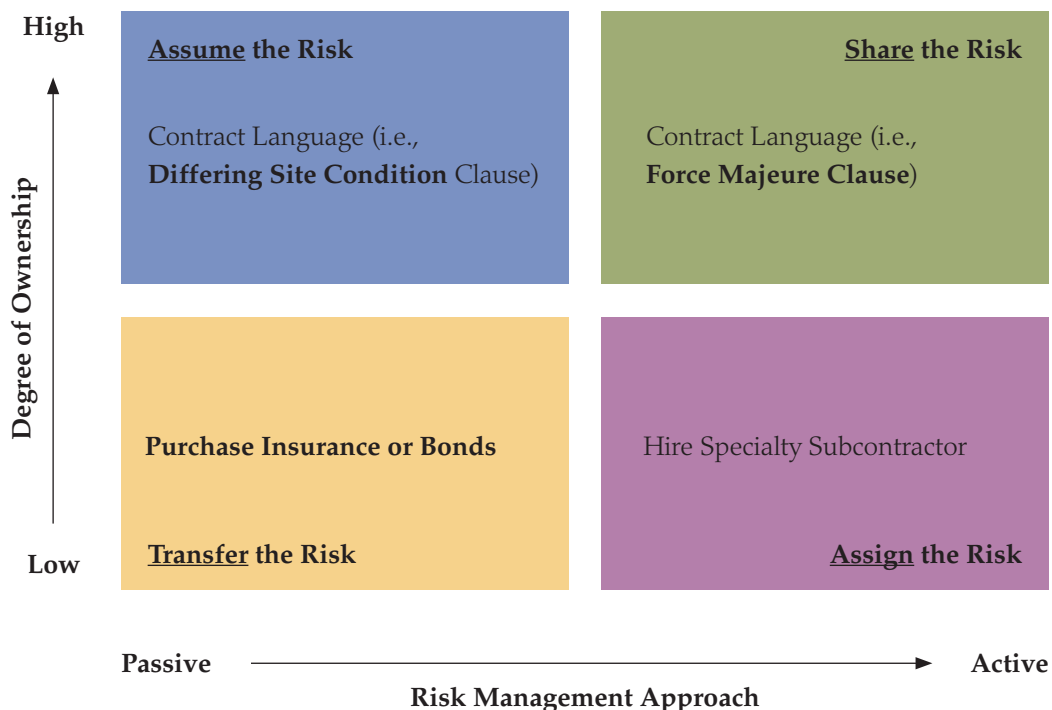 High
Assume the Risk
Contract Language (i.e.,
Differing Site Condition Clause)
Share the Risk
Contract Language (i.e.,
Force Majeure Clause)
Degree of Ownership
Purchase Insurance or Bonds
Transfer the Risk
Hire Specialty Subcontractor
Assign the Risk
Low
Passive
Active
Risk Management Approach